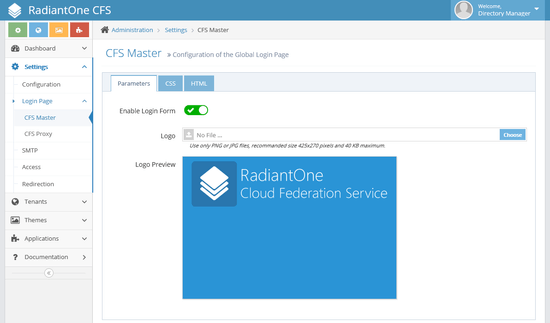 RadiantOne CFS
Welcome,
Directory Manager
Administration › Settings › CFS Master
Dashboard
Settings
Configuration
Login Page
CFS Master
CFS Proxy
SMTP
Access
Redirection
Tenants
Themes
Applications
Documentation
CFS Master » Configuration of the Global Login Page
Parameters CSS HTML
Enable Login Form
Logo No File ... Choose
Use only PNG or JPG files, recommanded size 425x270 pixels and 40 KB maximum.
Logo Preview
RadiantOne
Cloud Federation Service